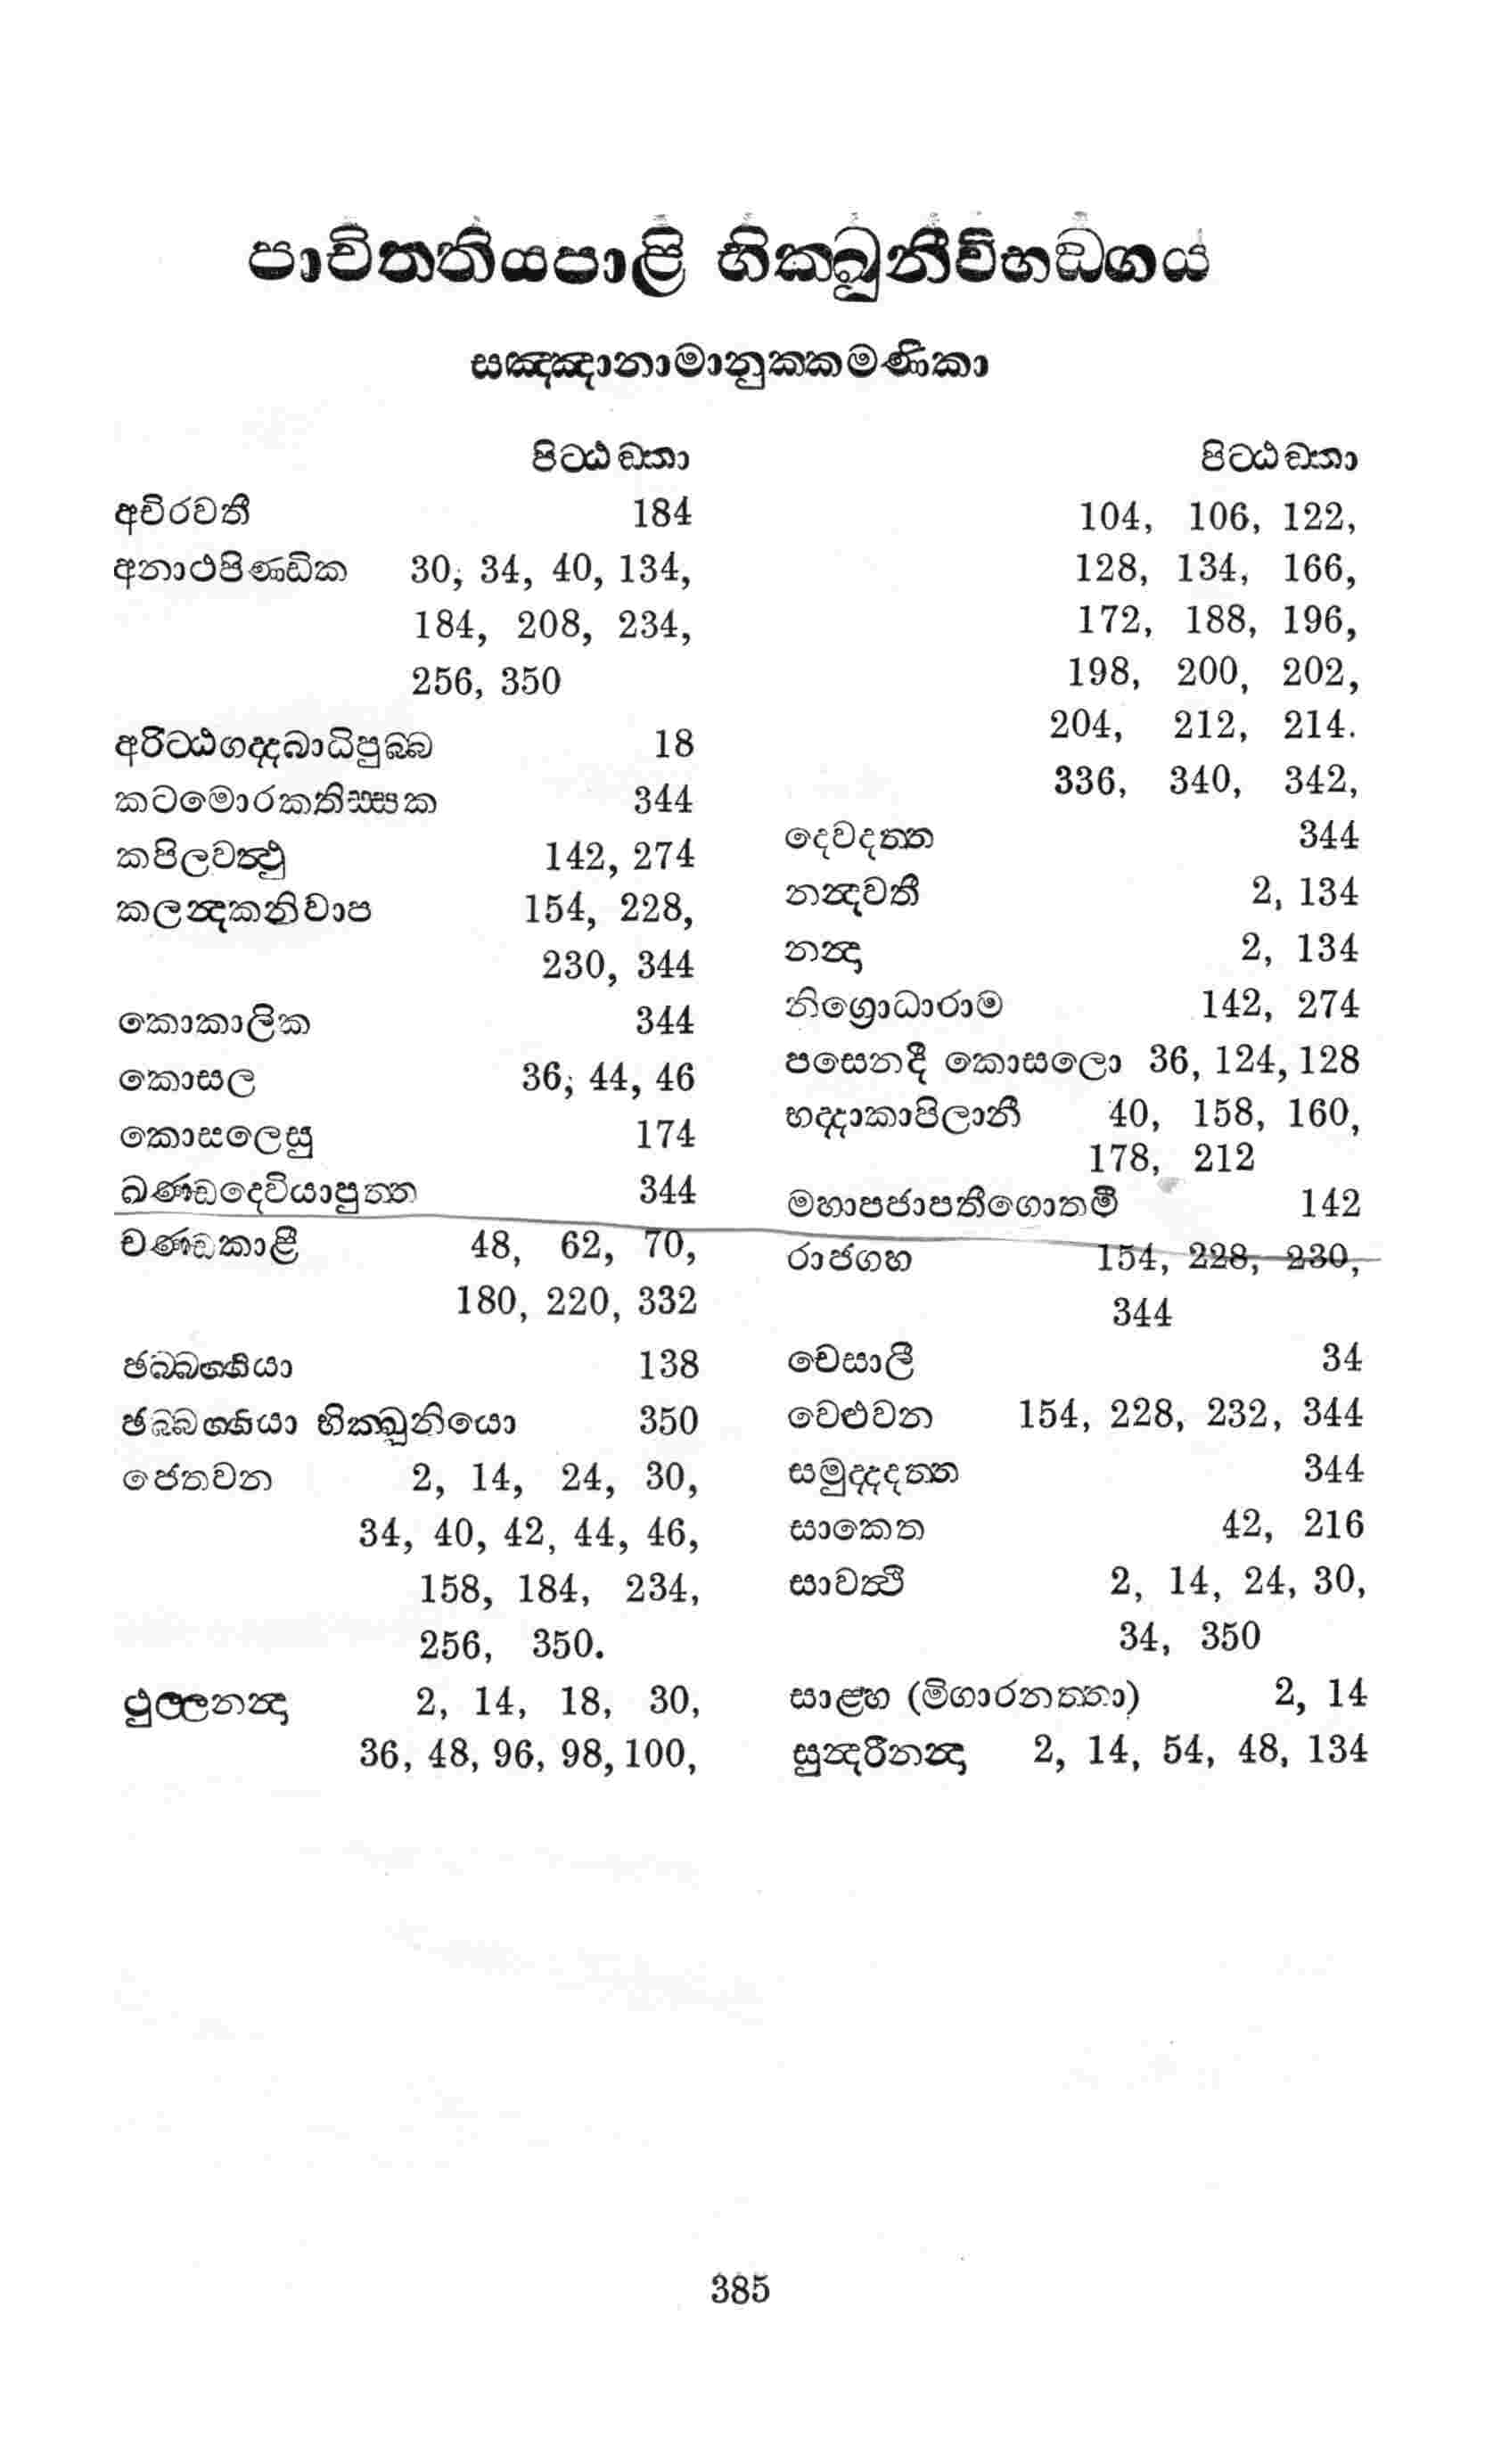 පාචිත්තියපාළි භික්ඛුනීවිභඞ්ගය
සඤ්ඤානාමානුක්කමණිකා
පිට්ඨඞ්කා
අචිරවතී 184
අනාථපිණ්ඩික 30, 34, 40, 134,
184, 208, 234,
256, 350
අරිට්ඨගද්දබාධිපුබ්බ 18
කටමොරකතිස්සක 344
කපිලවත්ථු 142, 274
කලන්දකනිවාප 154, 228,
230, 344
කොකාලික 344
කොසල 36, 44, 46
කොසලෙසු 174
ඛණ්ඩදෙවියාපුත්ත 344
චණ්ඩකාළී 48, 62, 70,
180, 220, 332
ඡබ්බග්ගියා 138
ඡබ්බග්ගියා භික්ඛුනියො 350
ජෙතවන 2, 14, 24, 30,
34, 40, 42, 44, 46,
158, 184, 234,
256, 350.
ථුල්ලනන්දා 2, 14, 18, 30,
36, 48, 96, 98, 100,
පිට්ඨඞ්කා
104, 106, 122,
128, 134, 166,
172, 188, 196,
198, 200, 202,
204, 212, 214.
336, 340, 342,
දෙවදත්ත 344
නන්දවතී 2, 134
නන්දා 2, 134
නිග්‍රොධාරාම 142, 274
පසෙනදී කොසලො 36, 124, 128
භද්දාකාපිලානී 40, 158, 160,
178, 212
මහාපජාපතීගොතමී 142
රාජගහ 154, 228, 230,
344
වෙසාලී 34
වෙළුවන 154, 228, 232, 344
සමුද්දදත්ත 344
සාකෙත 42, 216
සාවත්ථි 2, 14, 24, 30,
34, 350
සාළ්හ (මිගාරනත්තා) 2, 14
සුන්දරීනන්දා 2, 14, 54, 48, 134
385